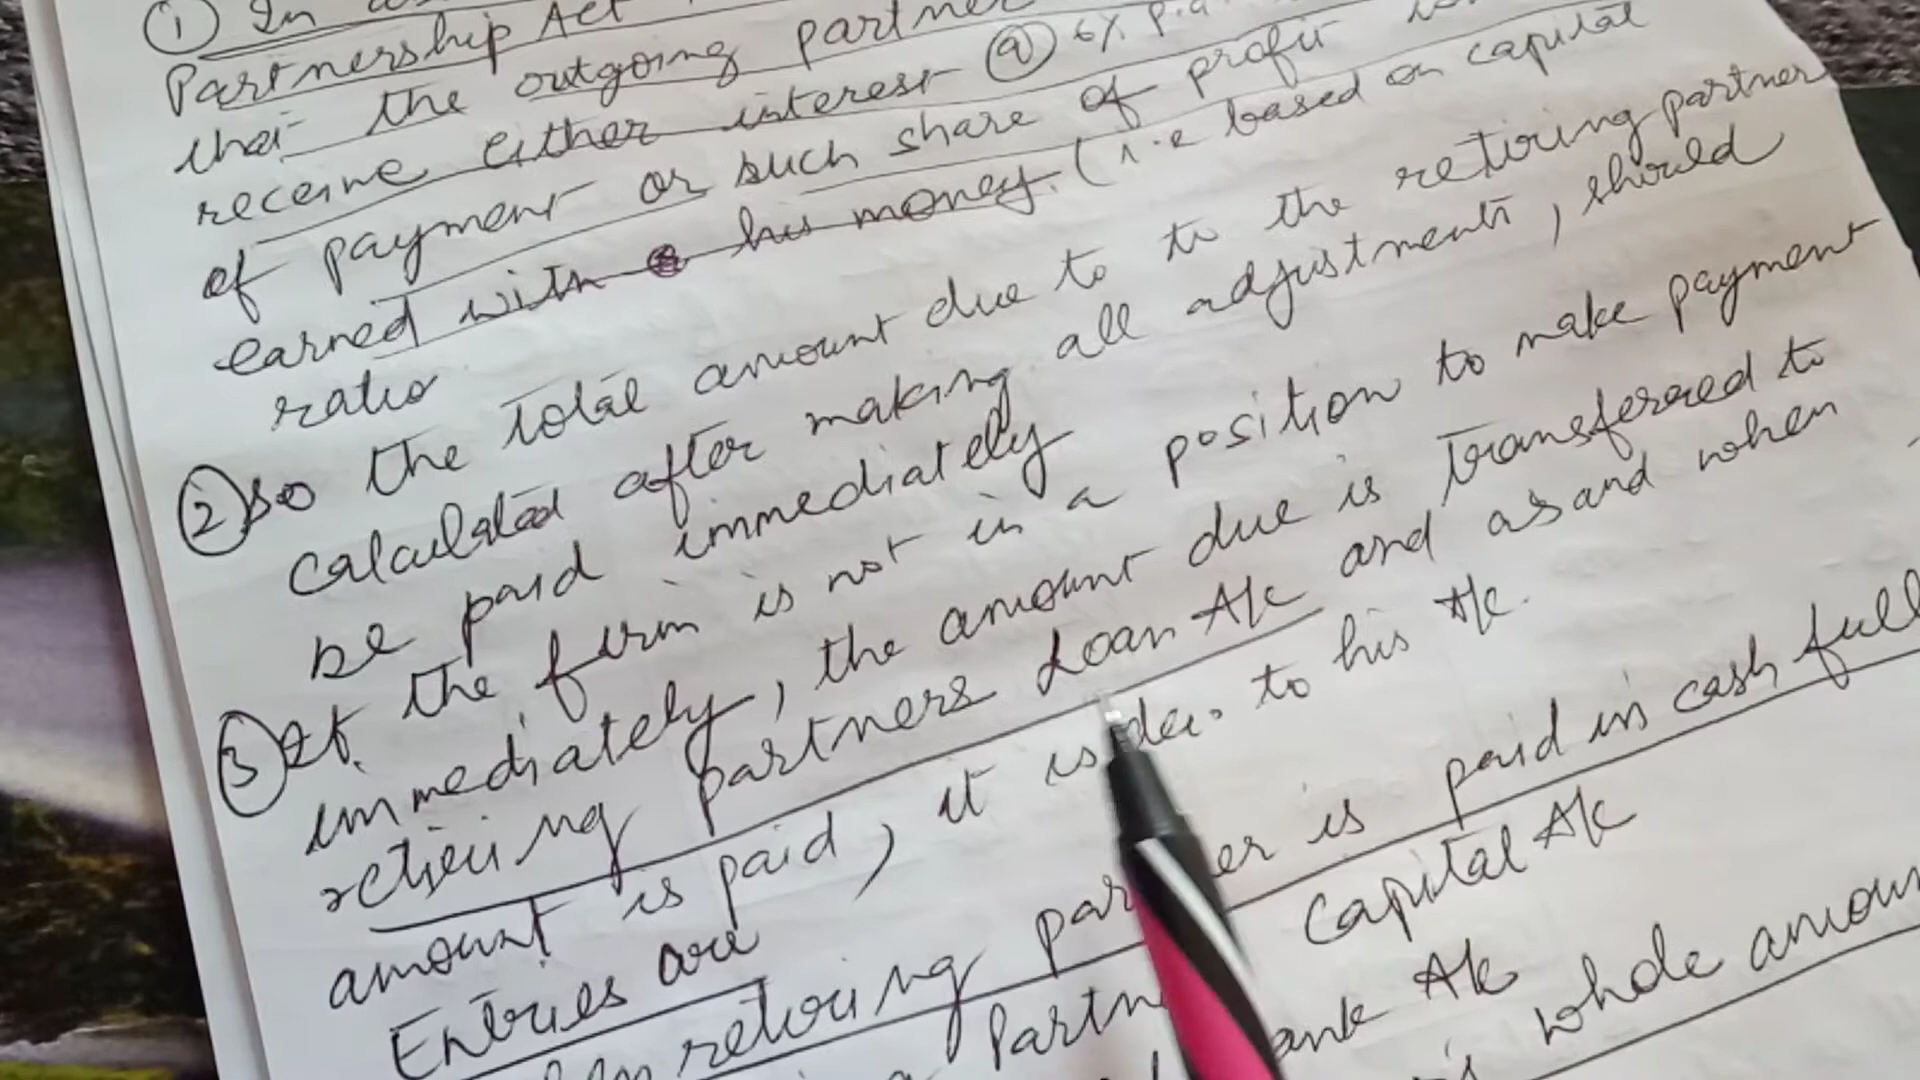 ① In
Partnership Act
that the outgoing partner
receive either interest @ 6% p.a.
of payment or such share of profit
earned with his money. (i.e based on capital
ratio
② so the total amount due to to the retiring partner
calculated after making all adjustments, should
be paid immediately
③ If the firm is not in a position to make payment
immediately, the amount due is transferred to
retiring partners Loan A/c and as and when
amount is paid, it is to his A/c.
Entries are
retiring is paid in cash full
Capital A/c
A/c
whole